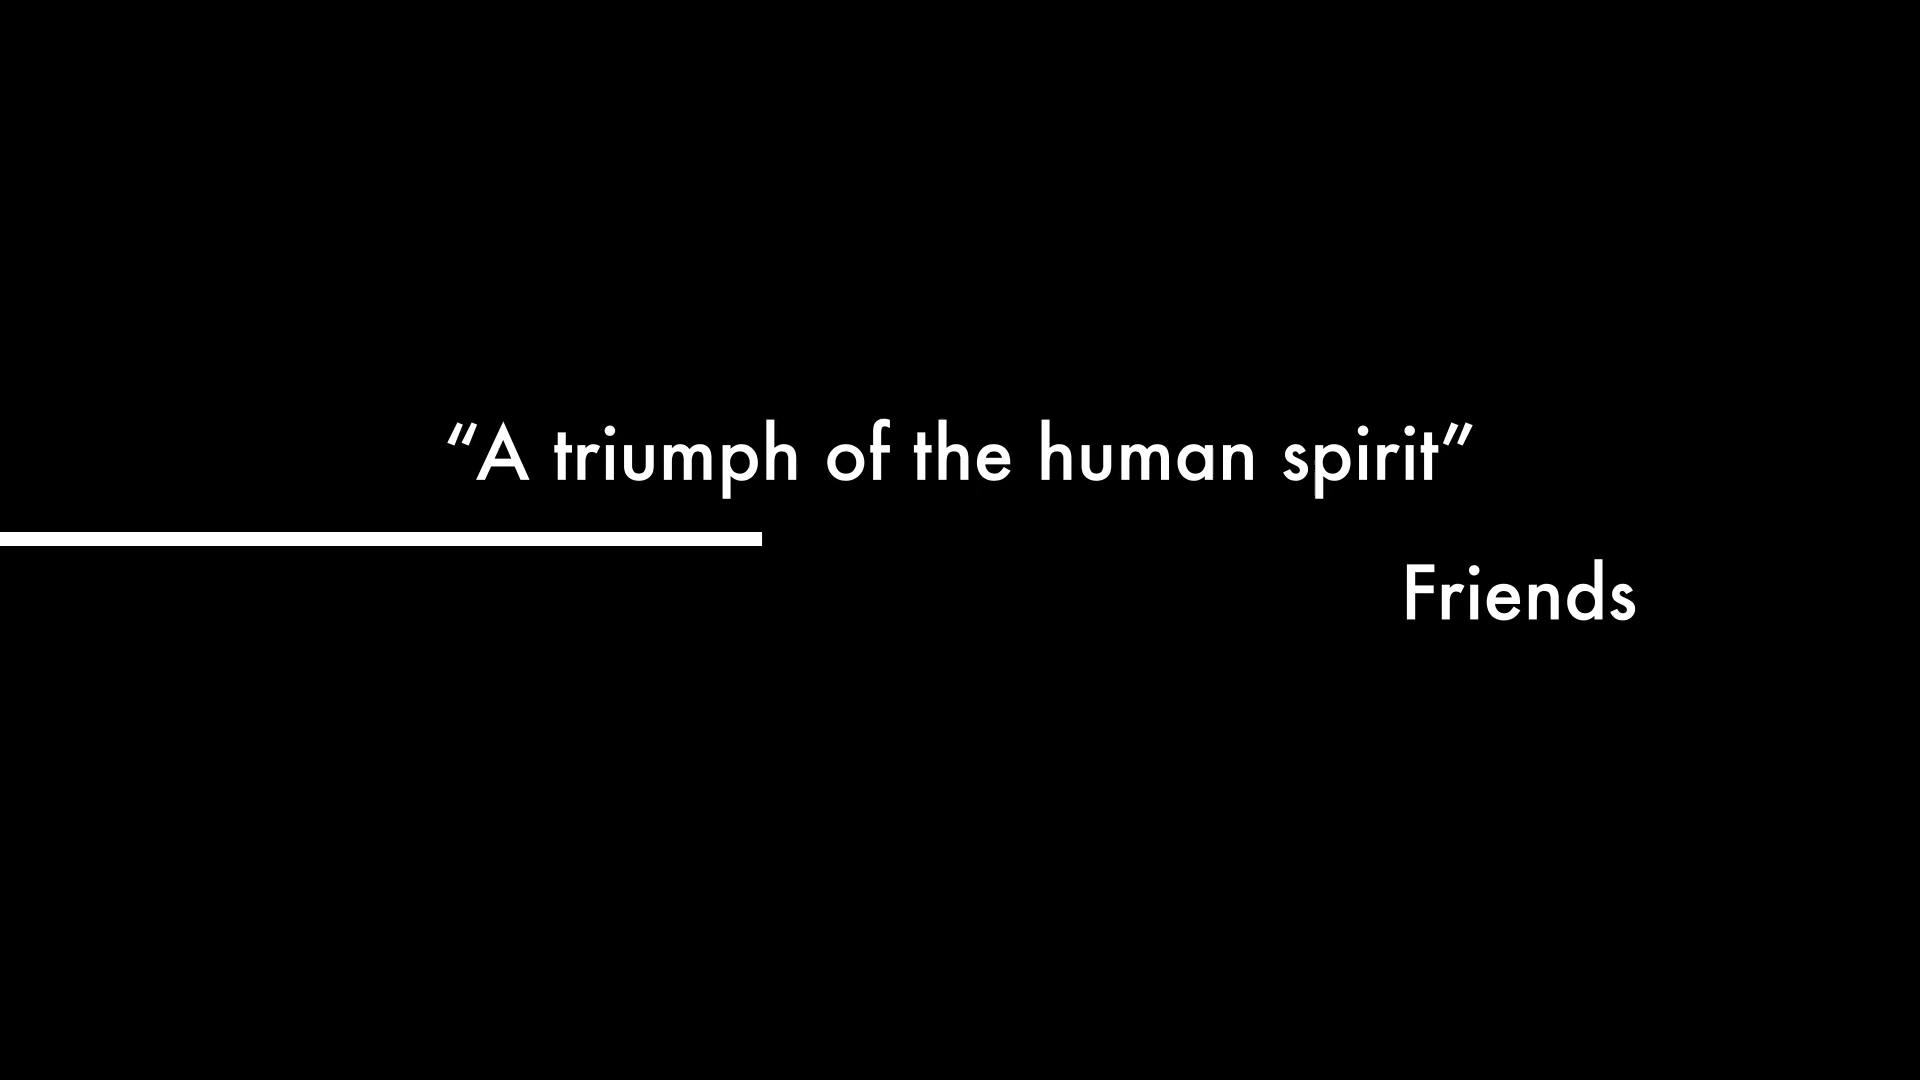 “A triumph of the human spirit”
Friends